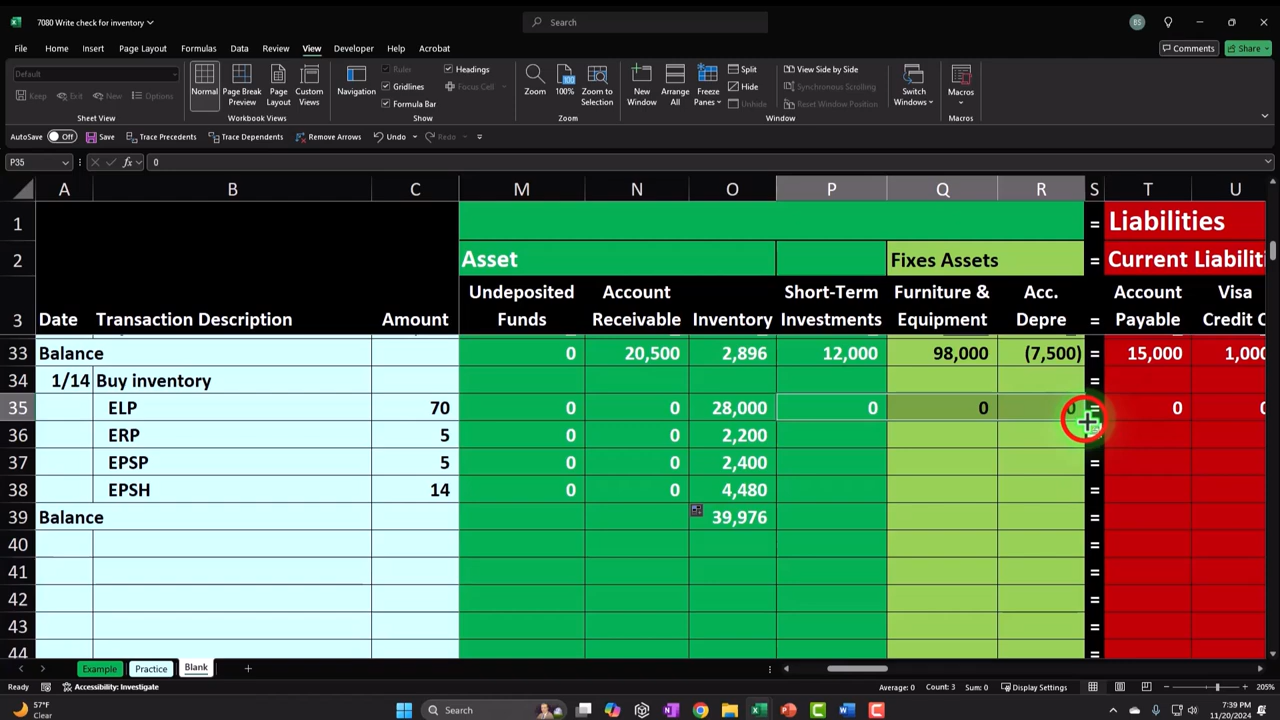 7080 Write check for inventory
Search
BS
File Home Insert Page Layout Formulas Data Review View Developer Help Acrobat
Comments Share
Default
Keep Exit New Options
Sheet View
Normal Page Break Preview Page Layout Custom Views
Workbook Views
Navigation
Ruler Headings
Gridlines Focus Cell
Formula Bar
Show
Zoom 100% Zoom to Selection
Zoom
New Window Arrange All Freeze Panes
Split
Hide
Unhide
View Side by Side
Synchronous Scrolling
Reset Window Position
Window
Switch Windows
Macros
Macros
AutoSave Off Save Trace Precedents Trace Dependents Remove Arrows Undo Redo
P35 fx 0
A B C M N O P Q R S T U
1 = Liabilities
2 Asset Fixes Assets = Current Liabiliti
Undeposited Account Short-Term Furniture & Acc. Account Visa
3 Date Transaction Description Amount Funds Receivable Inventory Investments Equipment Depre = Payable Credit C
33 Balance 0 20,500 2,896 12,000 98,000 (7,500) = 15,000 1,000
34 1/14 Buy inventory =
35 ELP 70 0 0 28,000 0 0 0 = 0 0
36 ERP 5 0 0 2,200 =
37 EPSP 5 0 0 2,400 =
38 EPSH 14 0 0 4,480 =
39 Balance 39,976 =
40 =
41 =
42 =
43 =
44 =
Example Practice Blank +
Ready Accessibility: Investigate Average: 0 Count: 3 Sum: 0 Display Settings 205%
57°F
Clear
Search
7:39 PM
11/20/2024